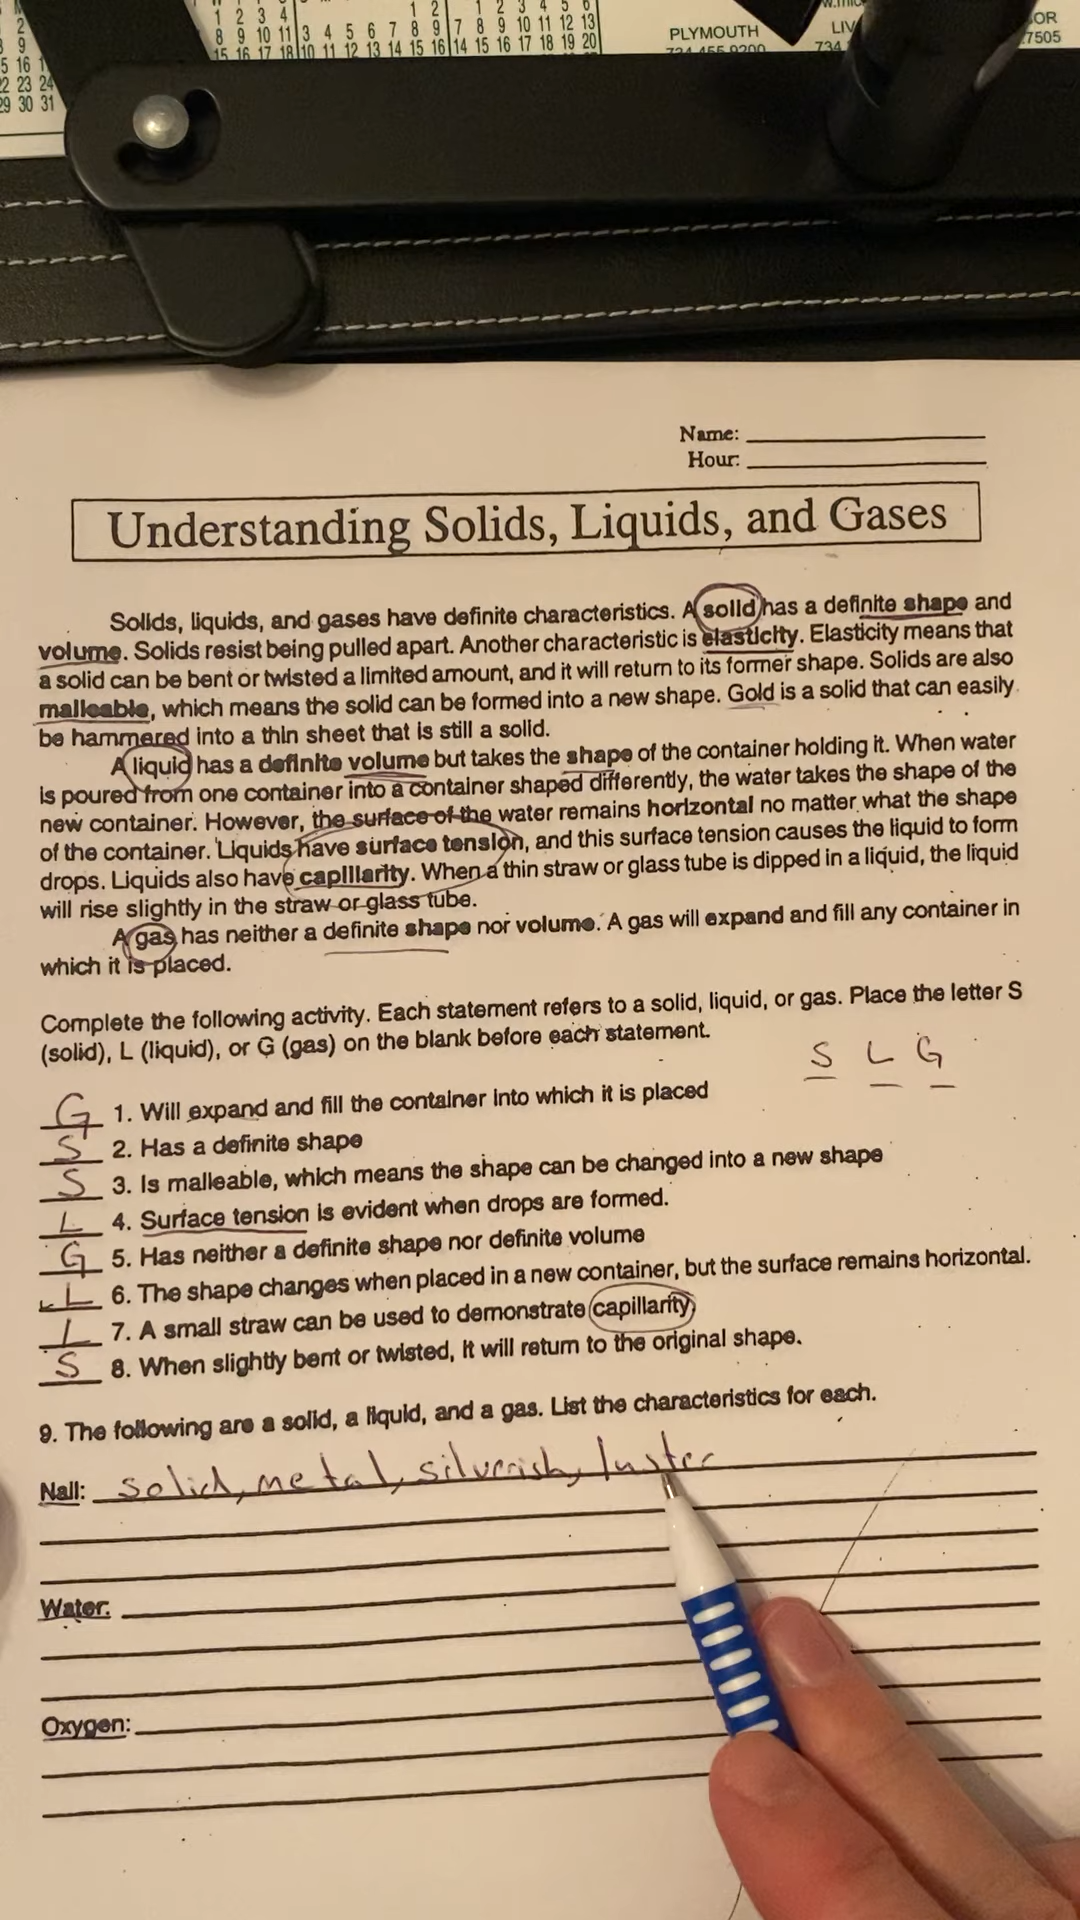 1 2 3 4
8 9 10 11
15 16 17 18
1 2
3 4 5 6 7 8 9
10 11 12 13 14 15 16
1 2 3 4 5 6
7 8 9 10 11 12 13
14 15 16 17 18 19 20
2
9
5 16 1
22 23 24
29 30 31
PLYMOUTH
734 455 9200
LIV
734
OR
7505
Name:
Hour:
Understanding Solids, Liquids, and Gases
Solids, liquids, and gases have definite characteristics. A solid has a definite shape and
volume. Solids resist being pulled apart. Another characteristic is elasticity. Elasticity means that
a solid can be bent or twisted a limited amount, and it will return to its former shape. Solids are also
malleable, which means the solid can be formed into a new shape. Gold is a solid that can easily
be hammered into a thin sheet that is still a solid.
A liquid has a definite volume but takes the shape of the container holding it. When water
is poured from one container into a container shaped differently, the water takes the shape of the
new container. However, the surface of the water remains horizontal no matter what the shape
of the container. Liquids have surface tension, and this surface tension causes the liquid to form
drops. Liquids also have capillarity. When a thin straw or glass tube is dipped in a liquid, the liquid
will rise slightly in the straw or glass tube.
A gas has neither a definite shape nor volume. A gas will expand and fill any container in
which it is placed.
Complete the following activity. Each statement refers to a solid, liquid, or gas. Place the letter S
(solid), L (liquid), or G (gas) on the blank before each statement.
S L G
G 1. Will expand and fill the container into which it is placed
S 2. Has a definite shape
S 3. Is malleable, which means the shape can be changed into a new shape
L 4. Surface tension is evident when drops are formed.
G 5. Has neither a definite shape nor definite volume
L 6. The shape changes when placed in a new container, but the surface remains horizontal.
L 7. A small straw can be used to demonstrate capillarity
S 8. When slightly bent or twisted, it will return to the original shape.
9. The following are a solid, a liquid, and a gas. List the characteristics for each.
Nail: solid, metal, silverish, luster
Water:
Oxygen: